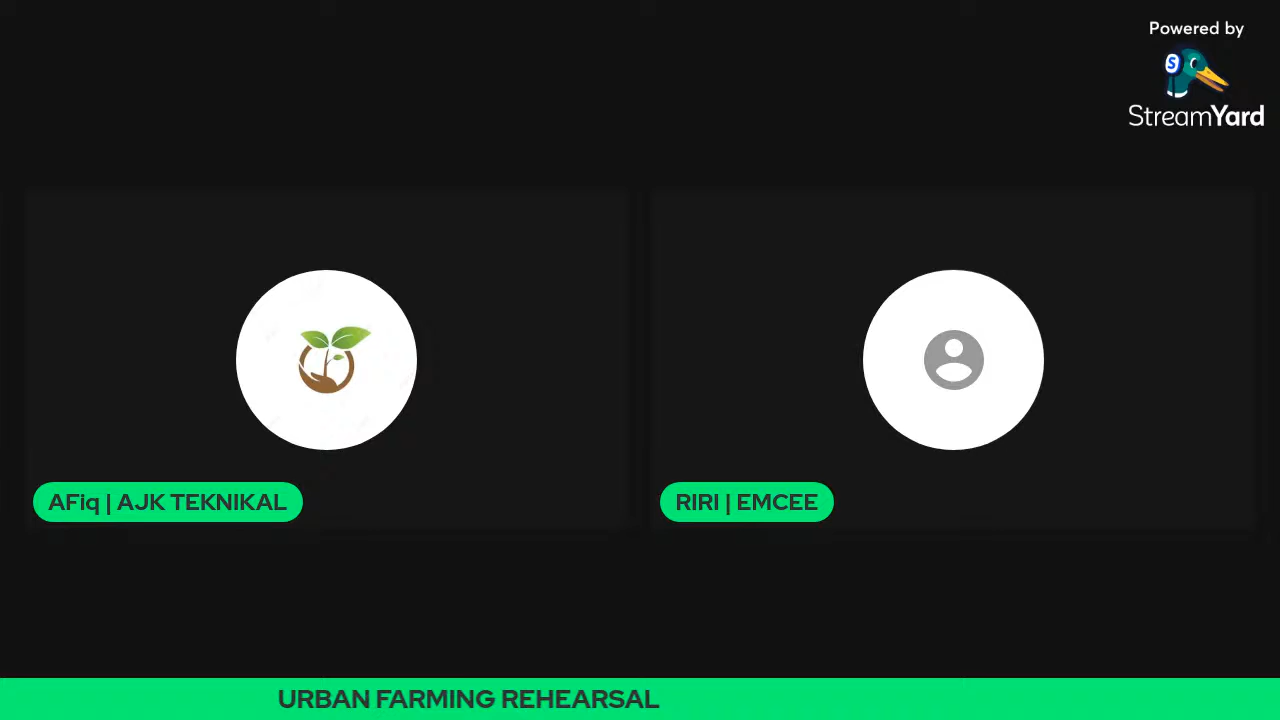 Powered by
S
StreamYard
AFiq | AJK TEKNIKAL
RIRI | EMCEE
URBAN FARMING REHEARSAL